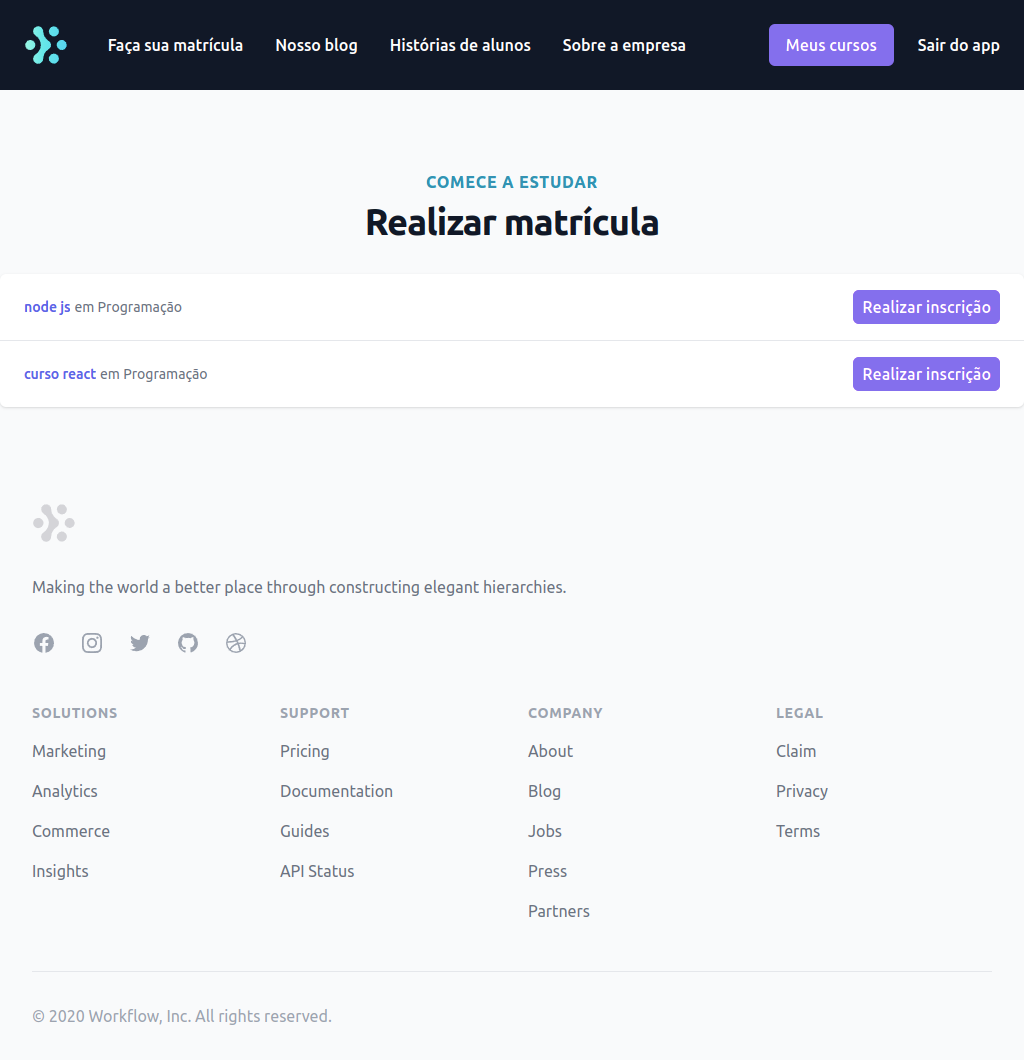 Faça sua matrícula Nosso blog Histórias de alunos Sobre a empresa Meus cursos Sair do app
COMECE A ESTUDAR
Realizar matrícula
node js em Programação Realizar inscrição
curso react em Programação Realizar inscrição
Making the world a better place through constructing elegant hierarchies.
SOLUTIONS SUPPORT COMPANY LEGAL
Marketing Pricing About Claim
Analytics Documentation Blog Privacy
Commerce Guides Jobs Terms
Insights API Status Press
Partners
© 2020 Workflow, Inc. All rights reserved.